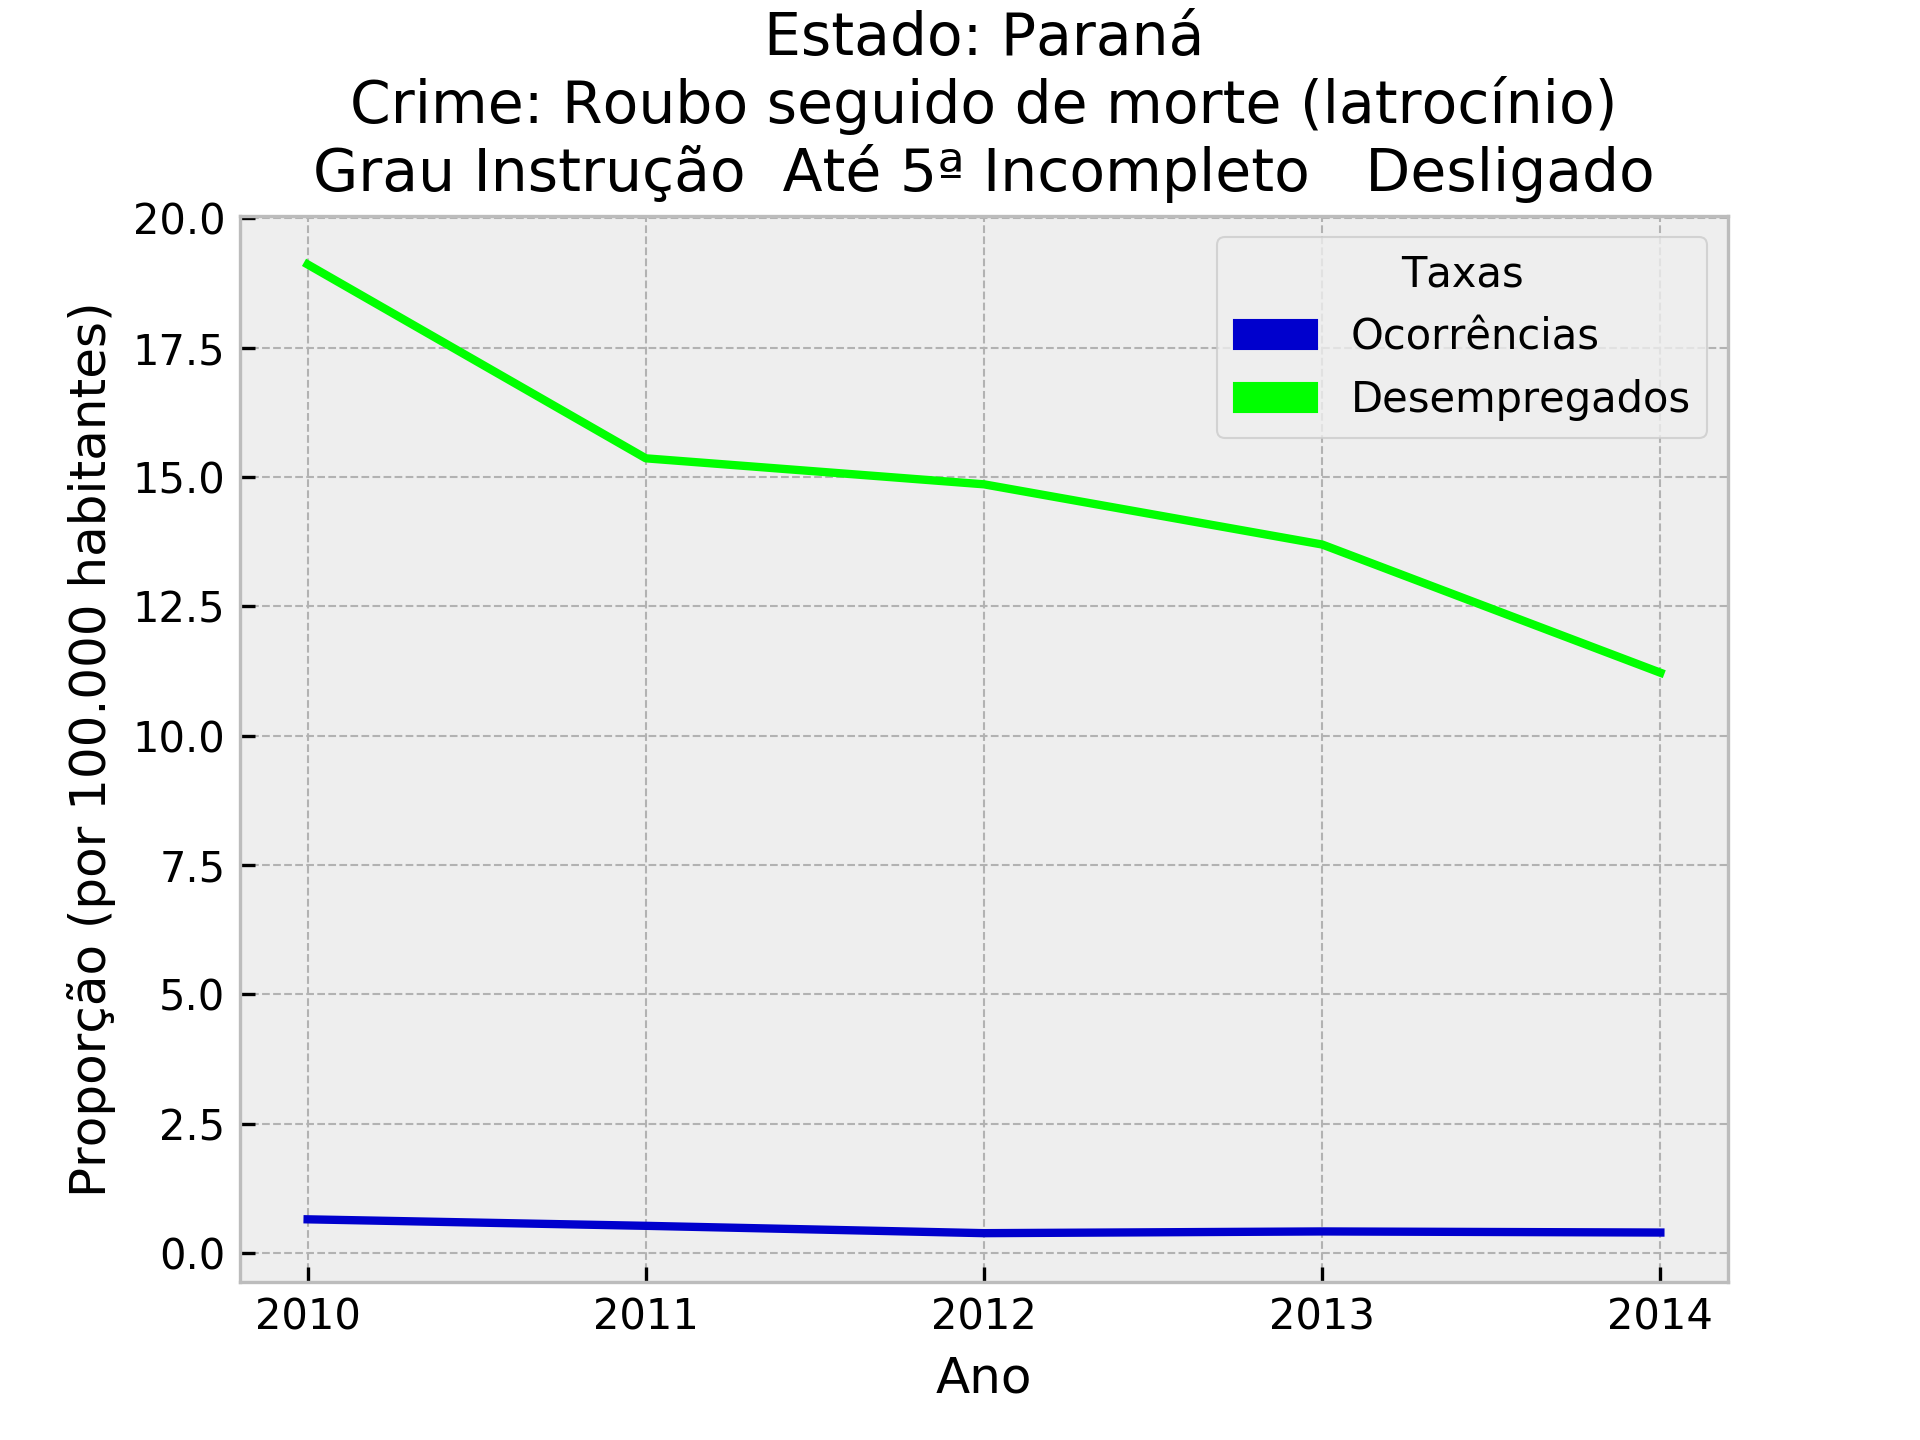 Estado: Paraná
Crime: Roubo seguido de morte (latrocínio)
Grau Instrução  Até 5ª Incompleto   Desligado
Proporção (por 100.000 habitantes)
20.0
17.5
15.0
12.5
10.0
7.5
5.0
2.5
0.0
Taxas
Ocorrências
Desempregados
2010 2011 2012 2013 2014
Ano